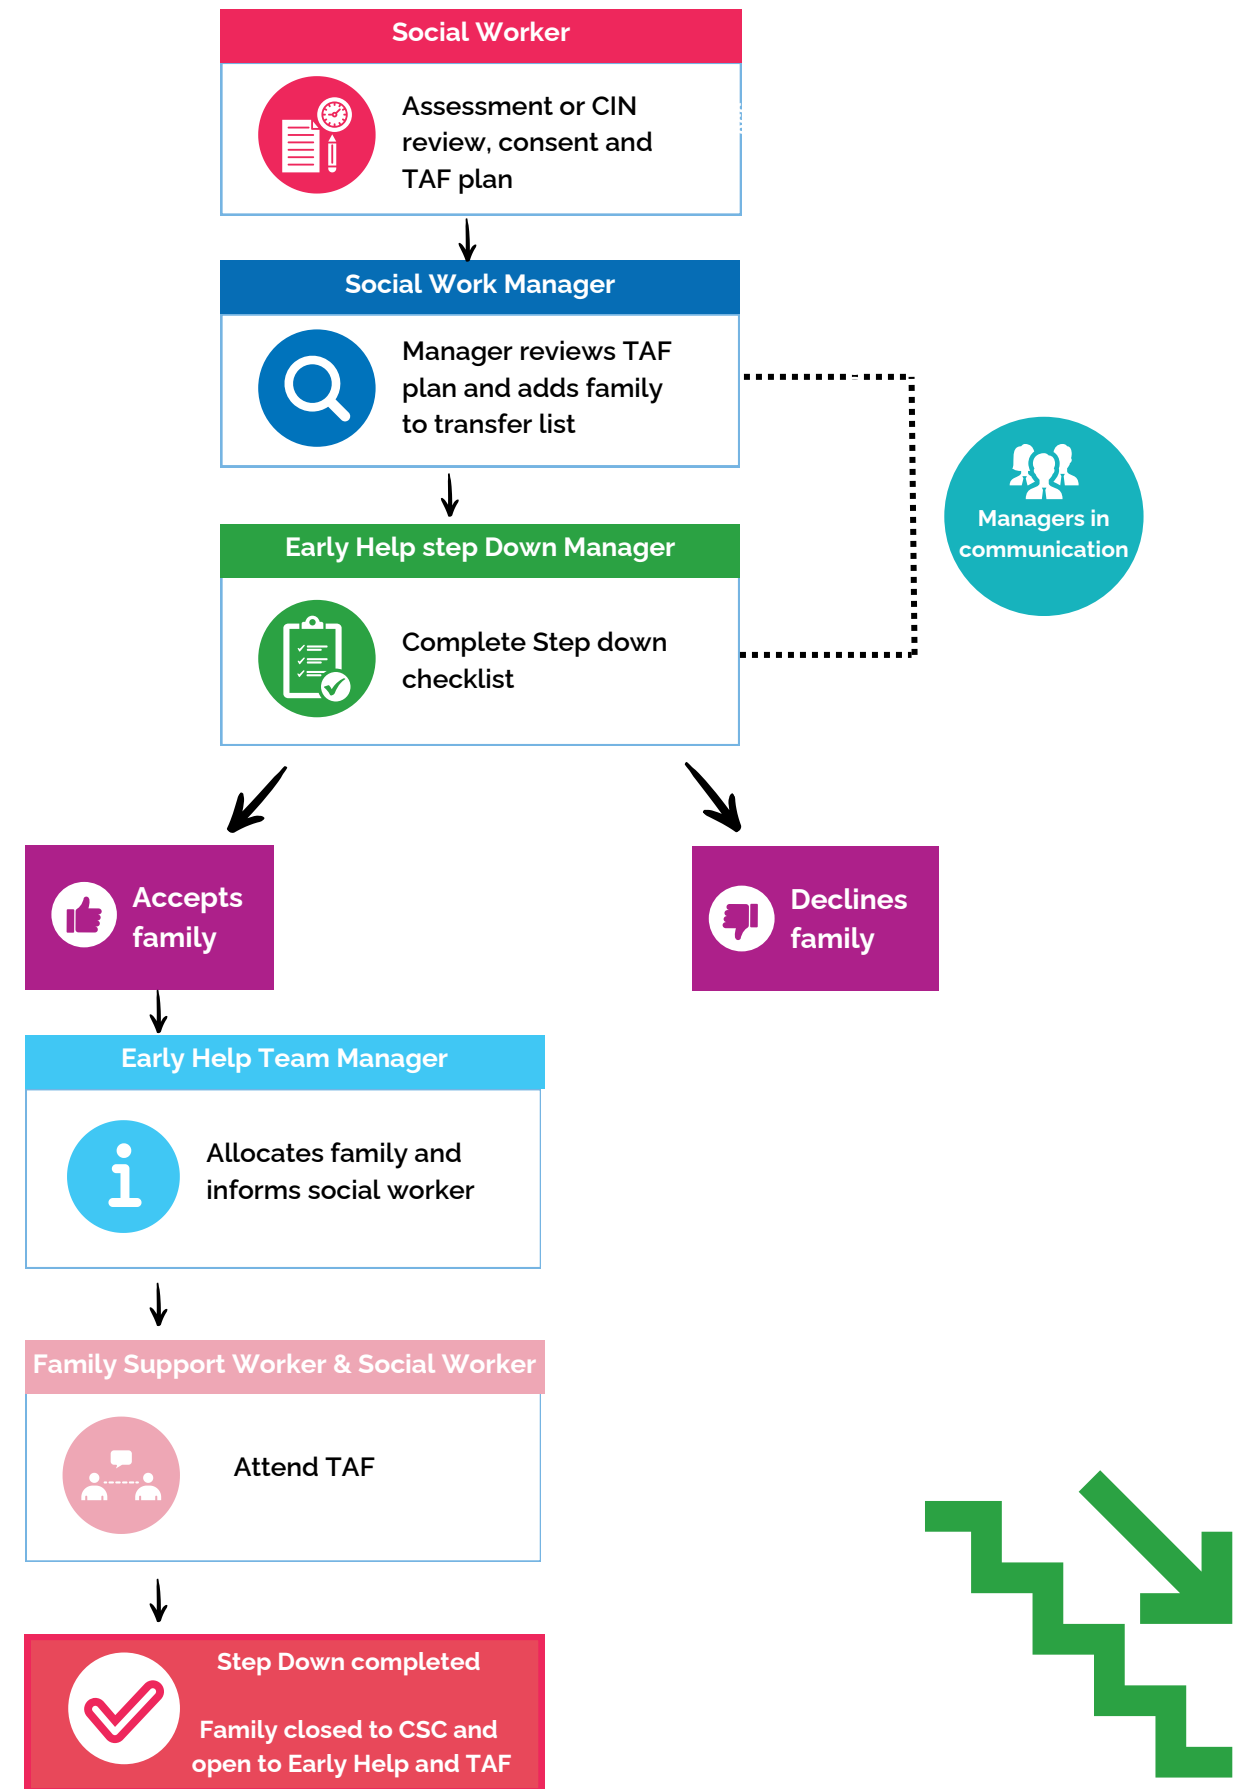 Social Worker
Assessment or CIN
review, consent and
TAF plan
Social Work Manager
Manager reviews TAF
plan and adds family
to transfer list
Managers in
communication
Early Help step Down Manager
Complete Step down
checklist
Accepts
family
Declines
family
Early Help Team Manager
Allocates family and
informs social worker
Family Support Worker & Social Worker
Attend TAF
Step Down completed
Family closed to CSC and
open to Early Help and TAF